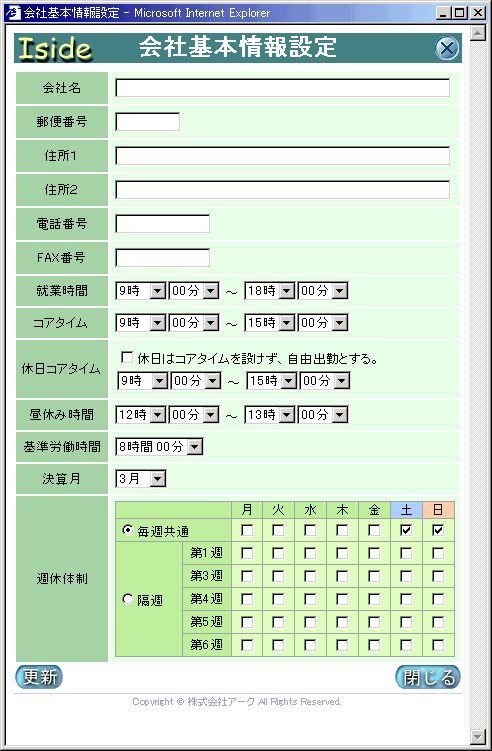 会社基本情報設定 - Microsoft Internet Explorer
Iside 会社基本情報設定
会社名
郵便番号
住所1
住所2
電話番号
FAX番号
就業時間 9時 00分 ～ 18時 00分
コアタイム 9時 00分 ～ 15時 00分
休日はコアタイムを設けず、自由出勤とする。
休日コアタイム
9時 00分 ～ 15時 00分
昼休み時間 12時 00分 ～ 13時 00分
基準労働時間 8時間 00分
決算月 3月
月 火 水 木 金 土 日
毎週共通
第1週
第3週
週休体制 隔週 第4週
第5週
第6週
更新 閉じる
Copyright © 株式会社アーク All Rights Reserved.